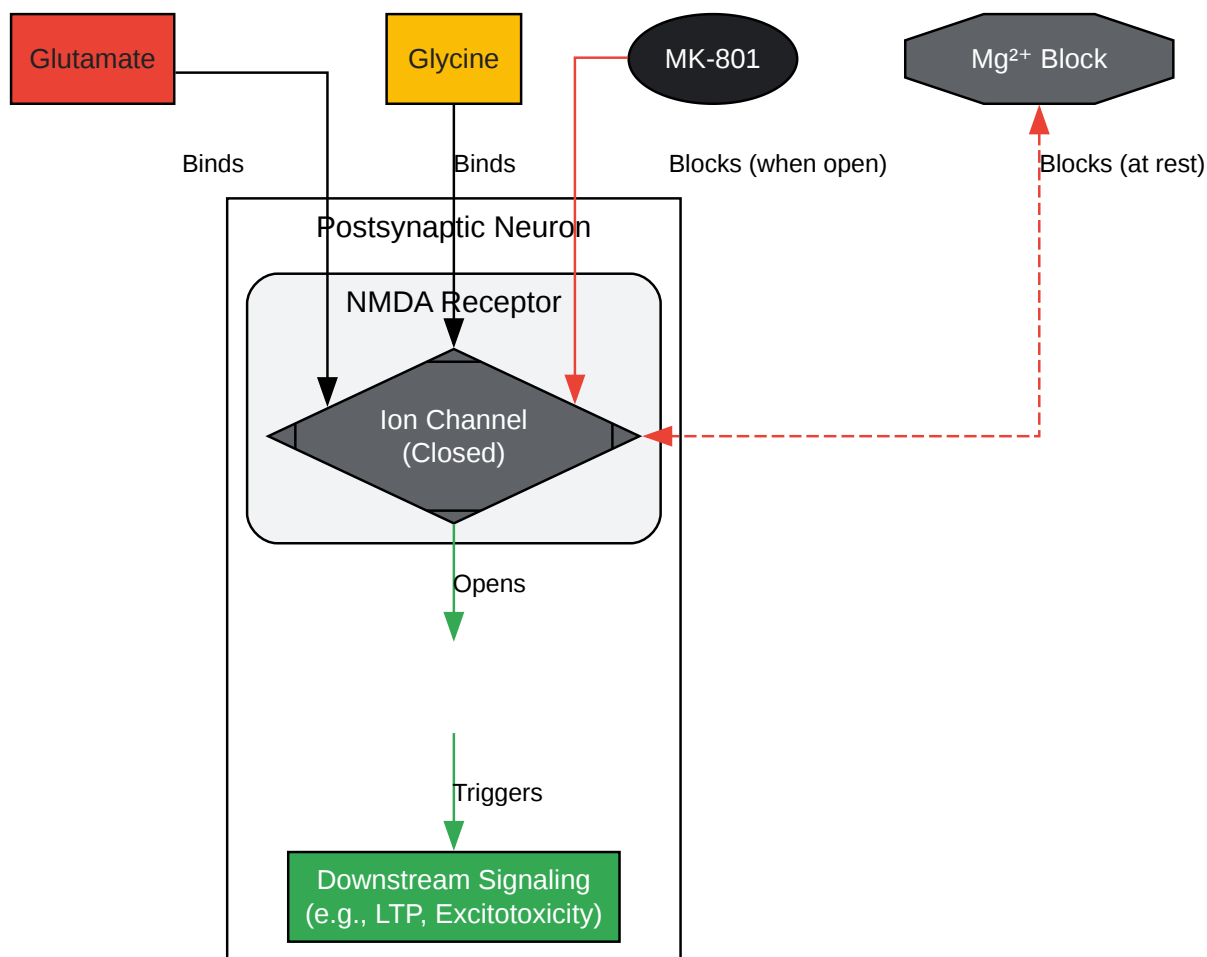 Glutamate
Glycine
MK-801
Mg²⁺ Block
Binds
Binds
Blocks (when open)
Blocks (at rest)
Postsynaptic Neuron
NMDA Receptor
Ion Channel
(Closed)
Opens
Triggers
Downstream Signaling
(e.g., LTP, Excitotoxicity)